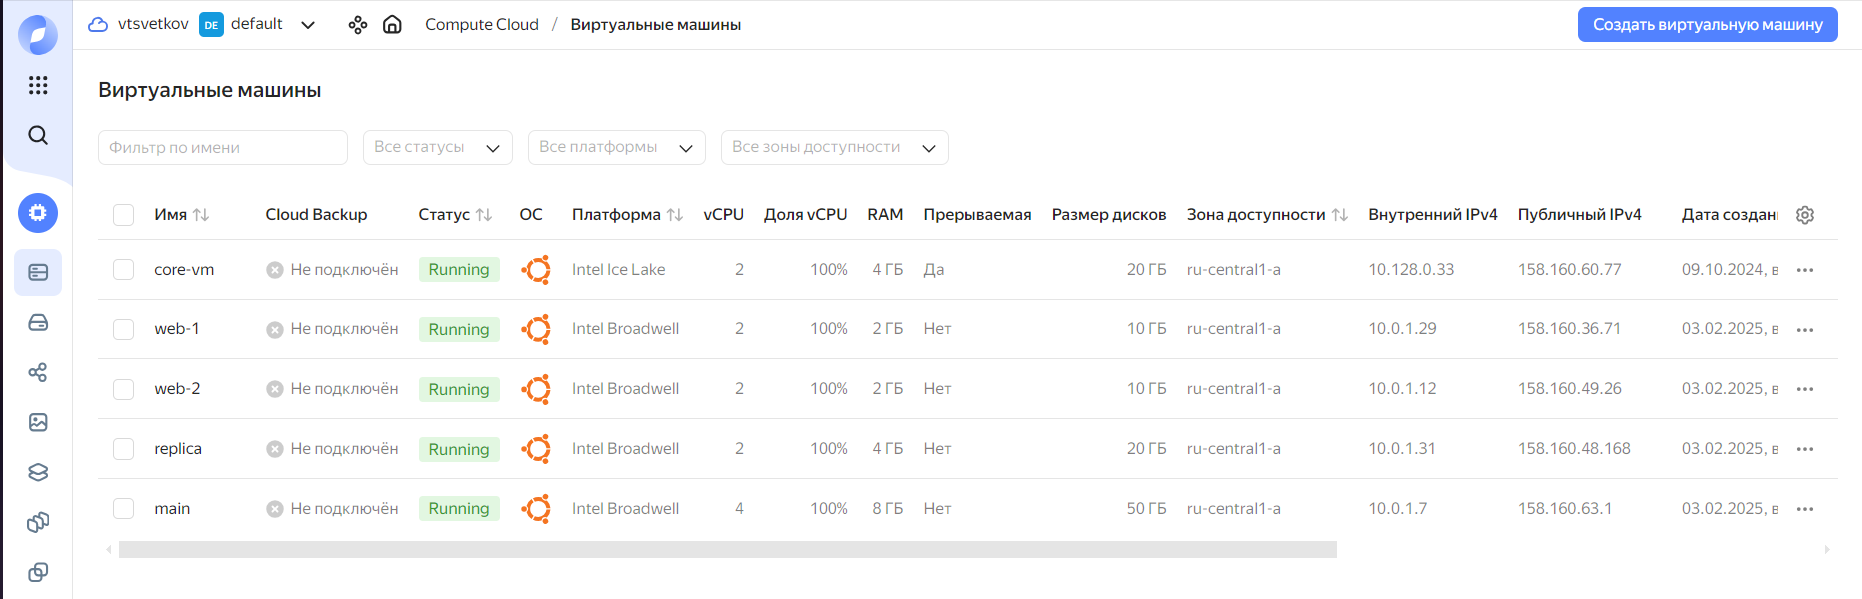 vtsvetkov DE default Compute Cloud / Виртуальные машины Создать виртуальную машину
Виртуальные машины
Фильтр по имени Все статусы Все платформы Все зоны доступности
Имя Cloud Backup Статус ОС Платформа vCPU Доля vCPU RAM Прерываемая Размер дисков Зона доступности Внутренний IPv4 Публичный IPv4 Дата создан
core-vm Не подключён Running Intel Ice Lake 2 100% 4 ГБ Да 20 ГБ ru-central1-a 10.128.0.33 158.160.60.77 09.10.2024, в
web-1 Не подключён Running Intel Broadwell 2 100% 2 ГБ Нет 10 ГБ ru-central1-a 10.0.1.29 158.160.36.71 03.02.2025, в
web-2 Не подключён Running Intel Broadwell 2 100% 2 ГБ Нет 10 ГБ ru-central1-a 10.0.1.12 158.160.49.26 03.02.2025, в
replica Не подключён Running Intel Broadwell 2 100% 4 ГБ Нет 20 ГБ ru-central1-a 10.0.1.31 158.160.48.168 03.02.2025, в
main Не подключён Running Intel Broadwell 4 100% 8 ГБ Нет 50 ГБ ru-central1-a 10.0.1.7 158.160.63.1 03.02.2025, в